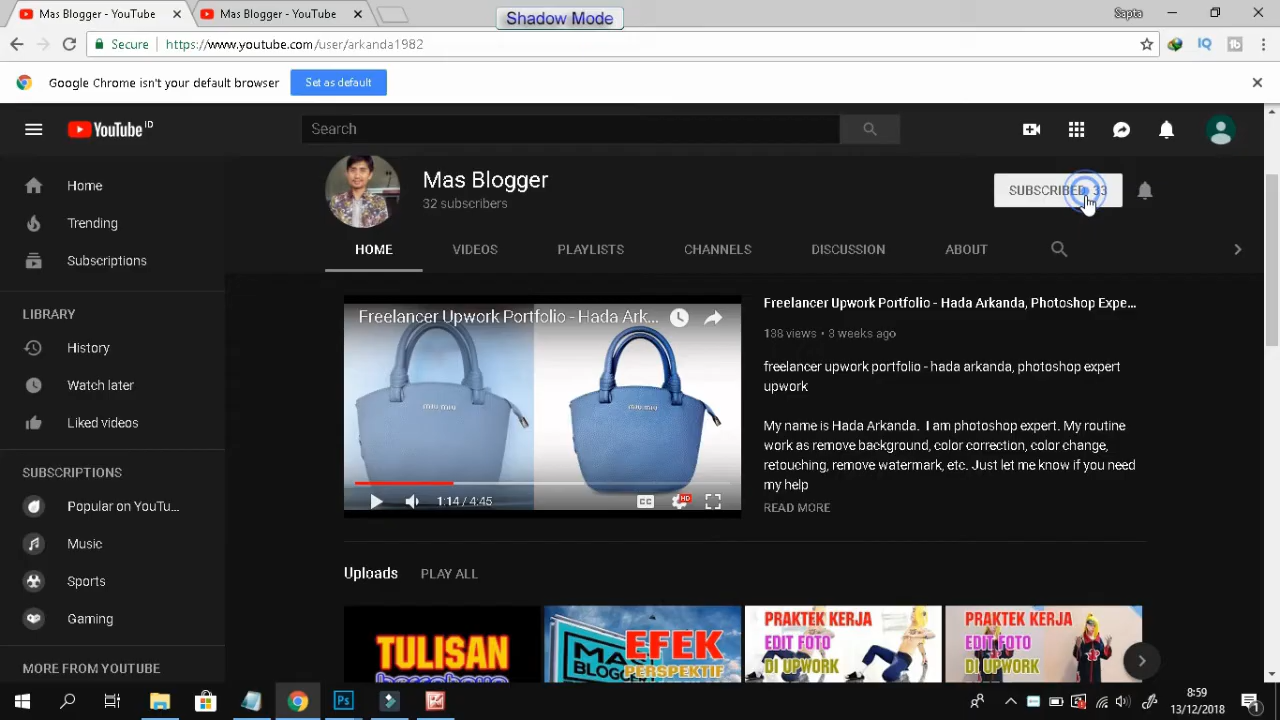 Mas Blogger - YouTube
Mas Blogger - YouTube
Shadow Mode
Sapta
Secure
https://www.youtube.com/user/arkanda1982
Google Chrome isn't your default browser
Set as default
YouTube ID
Search
Home
Trending
Subscriptions
LIBRARY
History
Watch later
Liked videos
SUBSCRIPTIONS
Popular on YouTu...
Music
Sports
Gaming
MORE FROM YOUTUBE
Mas Blogger
32 subscribers
SUBSCRIBED 33
HOME VIDEOS PLAYLISTS CHANNELS DISCUSSION ABOUT
Freelancer Upwork Portfolio - Hada Ark...
1:14 / 4:45
CC
HD
Freelancer Upwork Portfolio - Hada Arkanda, Photoshop Expe...
138 views • 3 weeks ago
freelancer upwork portfolio - hada arkanda, photoshop expert
upwork
My name is Hada Arkanda. I am photoshop expert. My routine
work as remove background, color correction, color change,
retouching, remove watermark, etc. Just let me know if you need
my help
READ MORE
Uploads PLAY ALL
TULISAN
EFEK
PERSPEKTIF
MAS
BLOGGER
PRAKTEK KERJA
EDIT FOTO
DI UPWORK
PRAKTEK KERJA
EDIT FOTO
DI UPWORK
Ps
8:59
13/12/2018